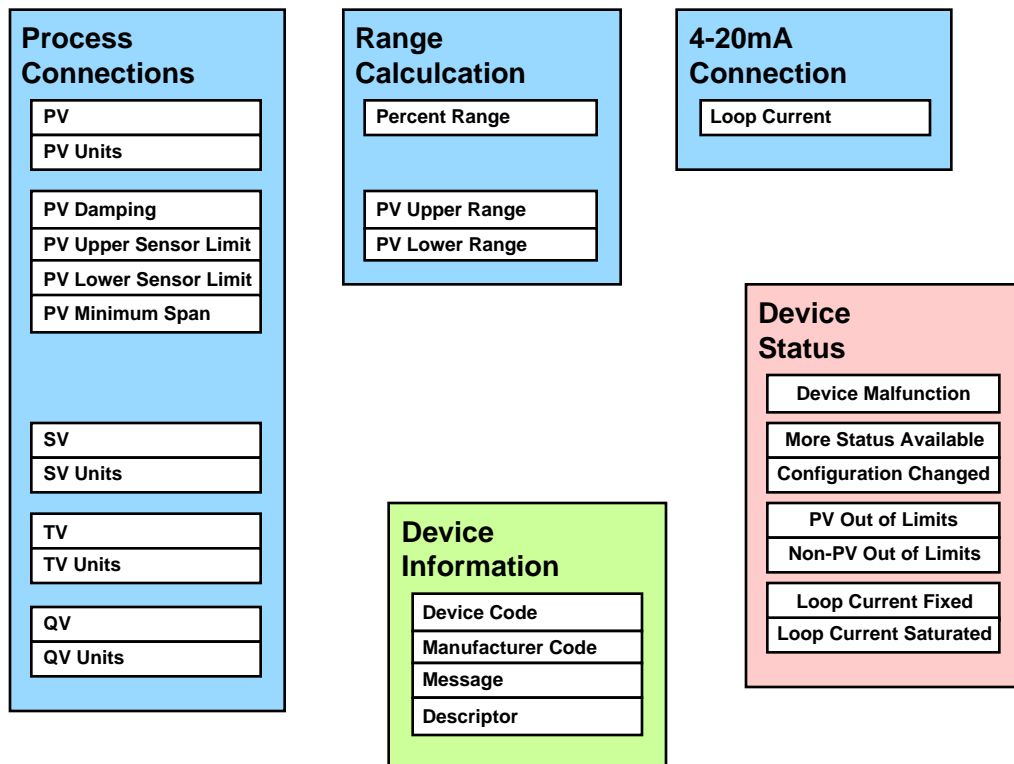 Process
Connections
PV
PV Units
PV Damping
PV Upper Sensor Limit
PV Lower Sensor Limit
PV Minimum Span
SV
SV Units
TV
TV Units
QV
QV Units
Range
Calculcation
Percent Range
PV Upper Range
PV Lower Range
4-20mA
Connection
Loop Current
Device
Information
Device Code
Manufacturer Code
Message
Descriptor
Device
Status
Device Malfunction
More Status Available
Configuration Changed
PV Out of Limits
Non-PV Out of Limits
Loop Current Fixed
Loop Current Saturated